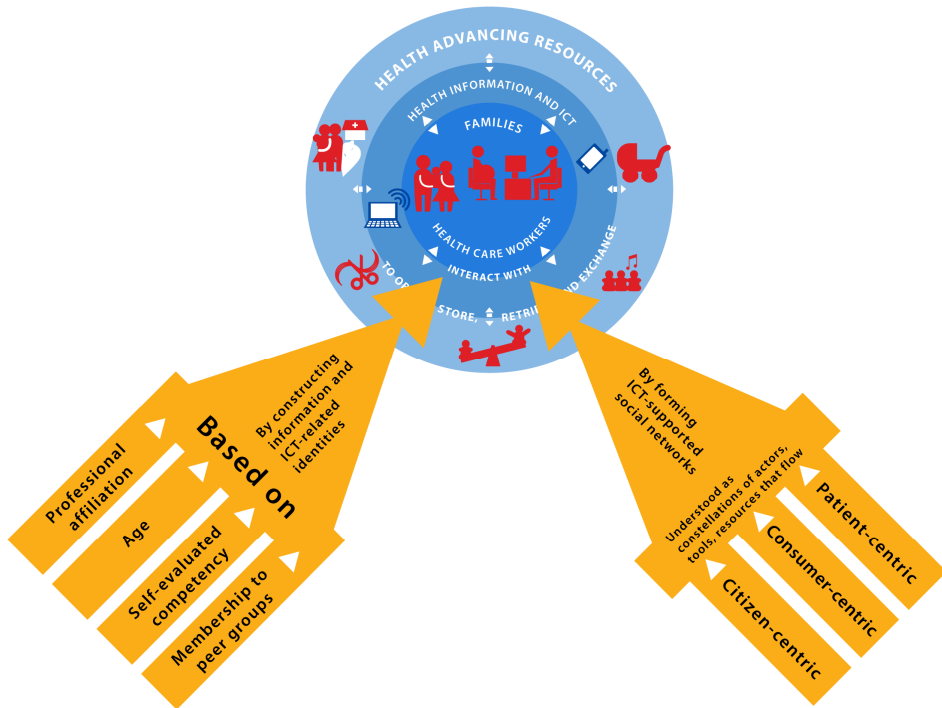 HEALTH ADVANCING RESOURCES
HEALTH INFORMATION AND ICT
FAMILIES
HEALTH CARE WORKERS
INTERACT WITH
TO STORE, EXCHANGE
By constructing
information and
ICT-related
identities
Based on
Professional
affiliation
Age
Self-evaluated
competency
Membership to
peer groups
By forming
ICT-supported
social networks
Understood as
constellations of actors,
tools, resources that flow
Patient-centric
Consumer-centric
Citizen-centric